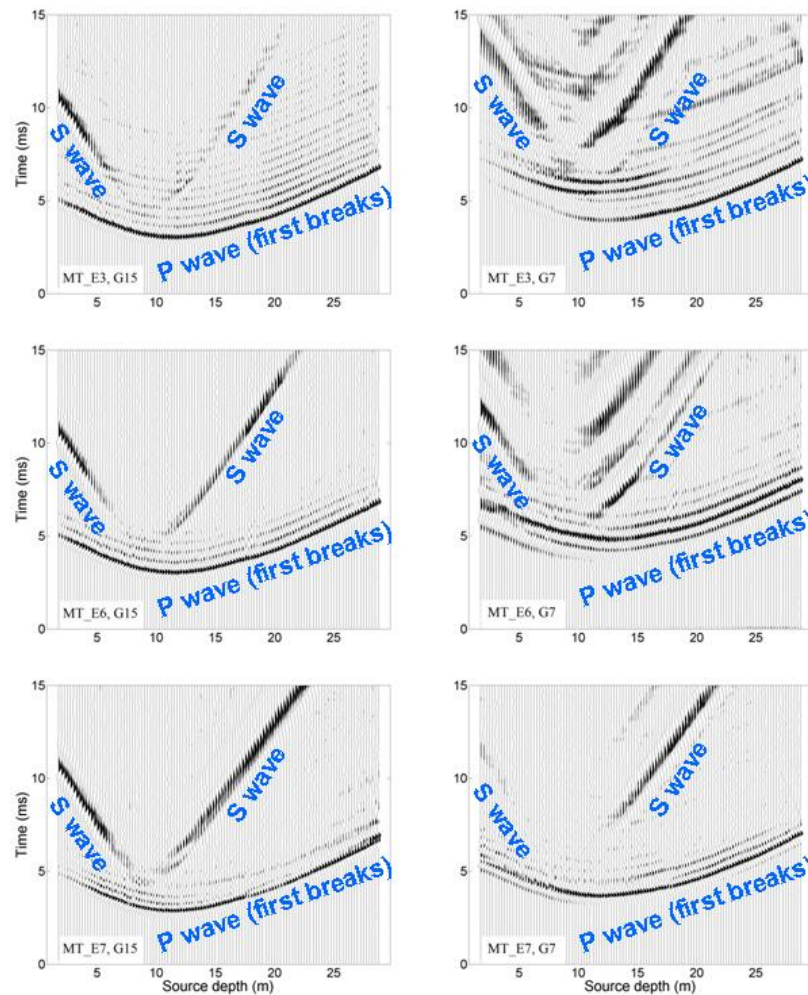 15
10
5
0
Time (ms)
S wave
S wave
P wave (first breaks)
MT_E3, G15
5
10
15
20
25
15
10
5
0
S wave
S wave
P wave (first breaks)
MT_E3, G7
5
10
15
20
25
15
10
5
0
Time (ms)
S wave
S wave
P wave (first breaks)
MT_E6, G15
5
10
15
20
25
15
10
5
0
S wave
S wave
P wave (first breaks)
MT_E6, G7
5
10
15
20
25
15
10
5
0
Time (ms)
S wave
S wave
P wave (first breaks)
MT_E7, G15
5
10
15
20
25
Source depth (m)
15
10
5
0
S wave
S wave
P wave (first breaks)
MT_E7, G7
5
10
15
20
25
Source depth (m)